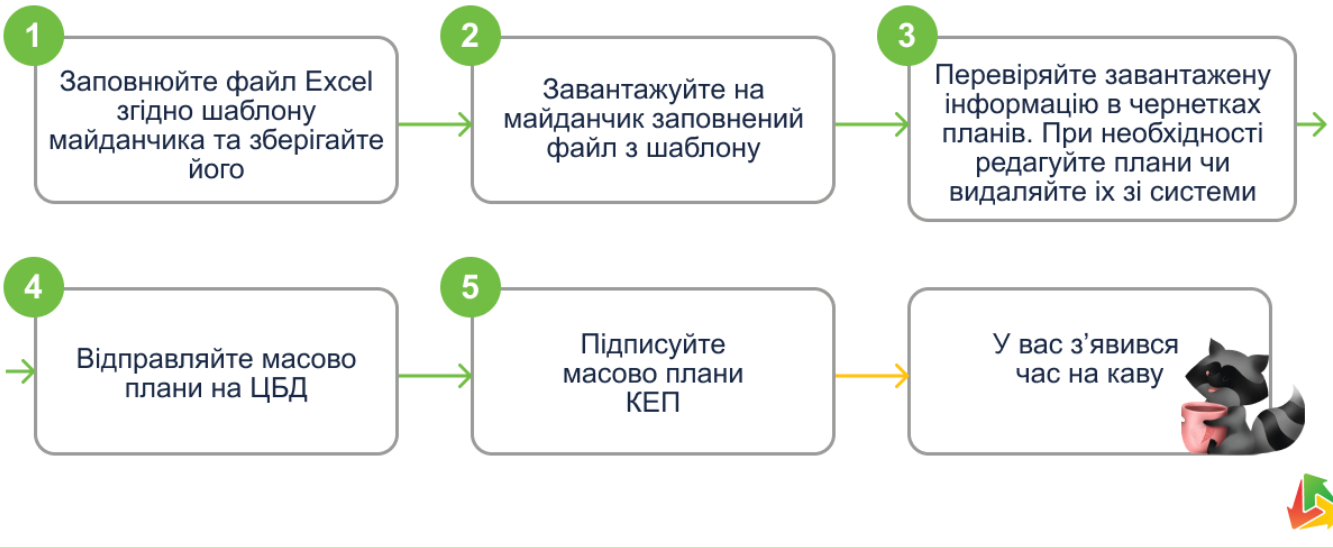 1
Заповнюйте файл Excel
згідно шаблону
майданчика та зберігайте
його
2
Завантажуйте на
майданчик заповнений
файл з шаблону
3
Перевіряйте завантажену
інформацію в чернетках
планів. При необхідності
редагуйте плани чи
видаляйте їх зі системи
4
Відправляйте масово
плани на ЦБД
5
Підписуйте
масово плани
КЕП
У вас з’явився
час на каву